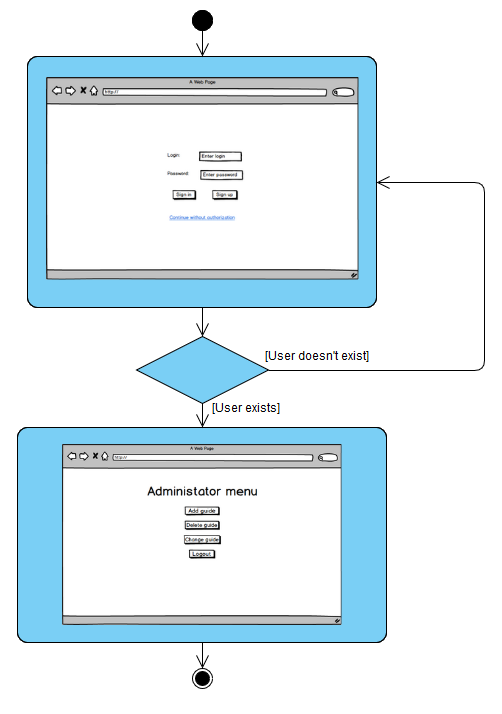 A Web Page
http://
Login:
Enter login
Password:
Enter password
Sign in
Sign up
Continue without autherization
[User doesn't exist]
[User exists]
A Web Page
http://
Administator menu
Add guide
Delete guide
Change guide
Logout